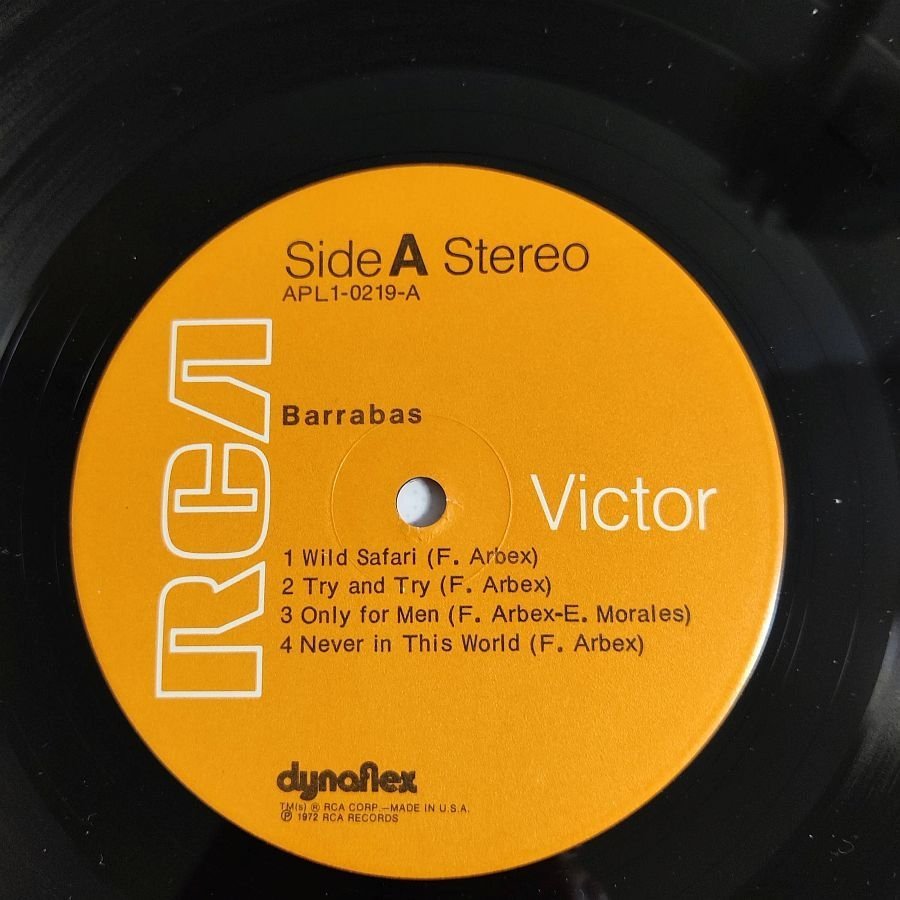 Side A Stereo
APL1-0219-A
RCA
Barrabas
Victor
1 Wild Safari (F. Arbex)
2 Try and Try (F. Arbex)
3 Only for Men (F. Arbex-E. Morales)
4 Never in This World (F. Arbex)
dynaflex
TM(s) ® RCA CORP.—MADE IN U.S.A.
℗ 1972 RCA RECORDS